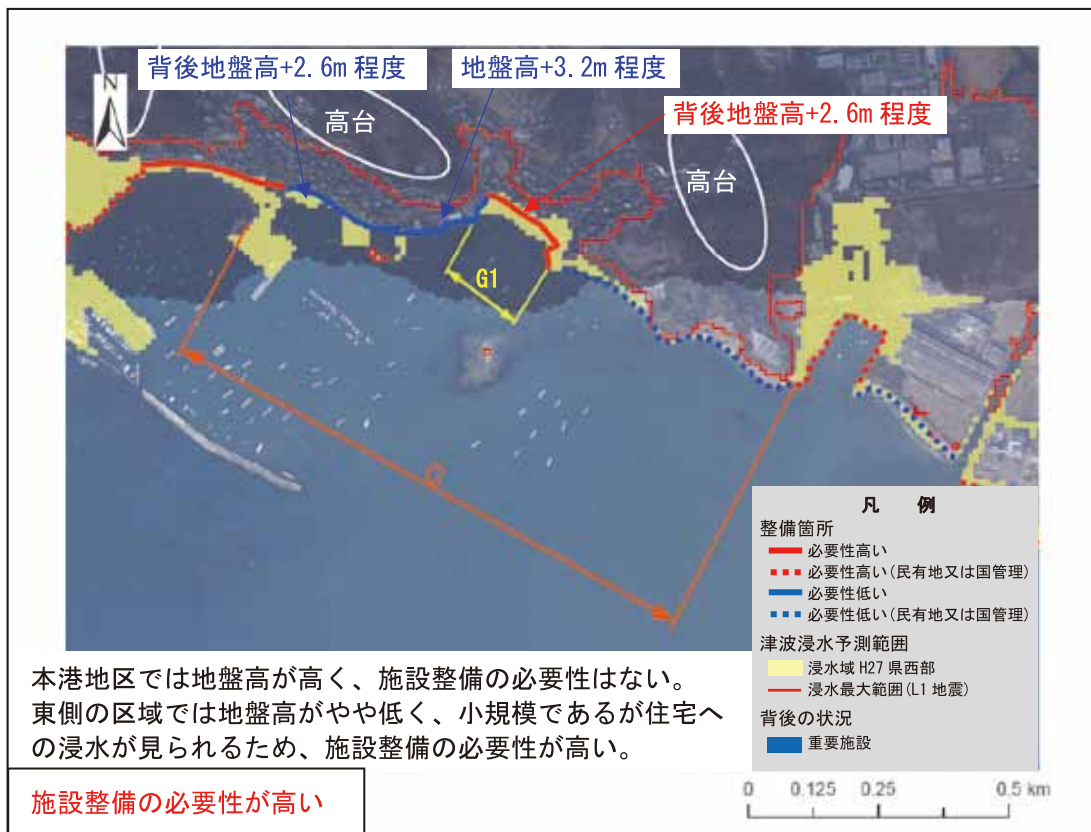 背後地盤高+2.6m 程度
地盤高+3.2m 程度
背後地盤高+2.6m 程度
N
高台
高台
G1
G
凡 例
整備箇所
必要性高い
必要性高い(民有地又は国管理)
必要性低い
必要性低い(民有地又は国管理)
津波浸水予測範囲
浸水域 H27 県西部
浸水最大範囲(L1 地震)
背後の状況
重要施設
本港地区では地盤高が高く、施設整備の必要性はない。
東側の区域では地盤高がやや低く、小規模であるが住宅へ
の浸水が見られるため、施設整備の必要性が高い。
施設整備の必要性が高い
0 0.125 0.25 0.5 km